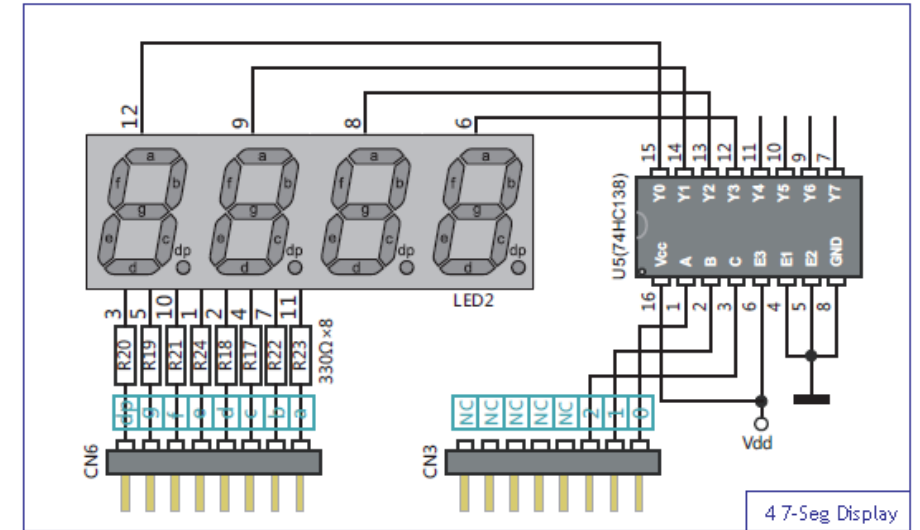 12 9 8 6
15 14 13 12 11 10 9 7
Y0 Y1 Y2 Y3 Y4 Y5 Y6 Y7
U5(74HC138)
Vcc A B C E3 E1 E2 GND
16 1 2 3 6 4 5 8
a f b g e c d dp
a f b g e c d dp
a f b g e c d dp
a f b g e c d dp
LED2
3 5 10 1 2 4 7 11
R20 R19 R21 R24 R18 R17 R22 R23
330Ω×8
dp g f e d c b a
CN6
NC NC NC NC NC 2 1 0
CN3
Vdd
4 7-Seg Display